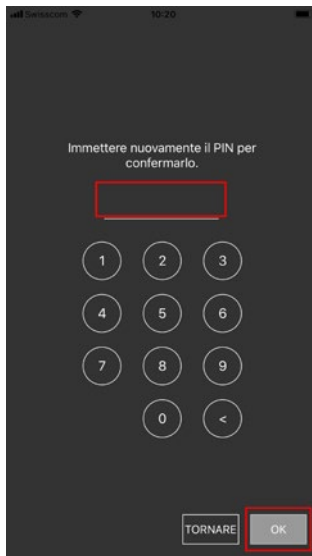 Swisscom 10:20
Immettere nuovamente il PIN per
confermarlo.
1 2 3
4 5 6
7 8 9
0 <
TORNARE OK